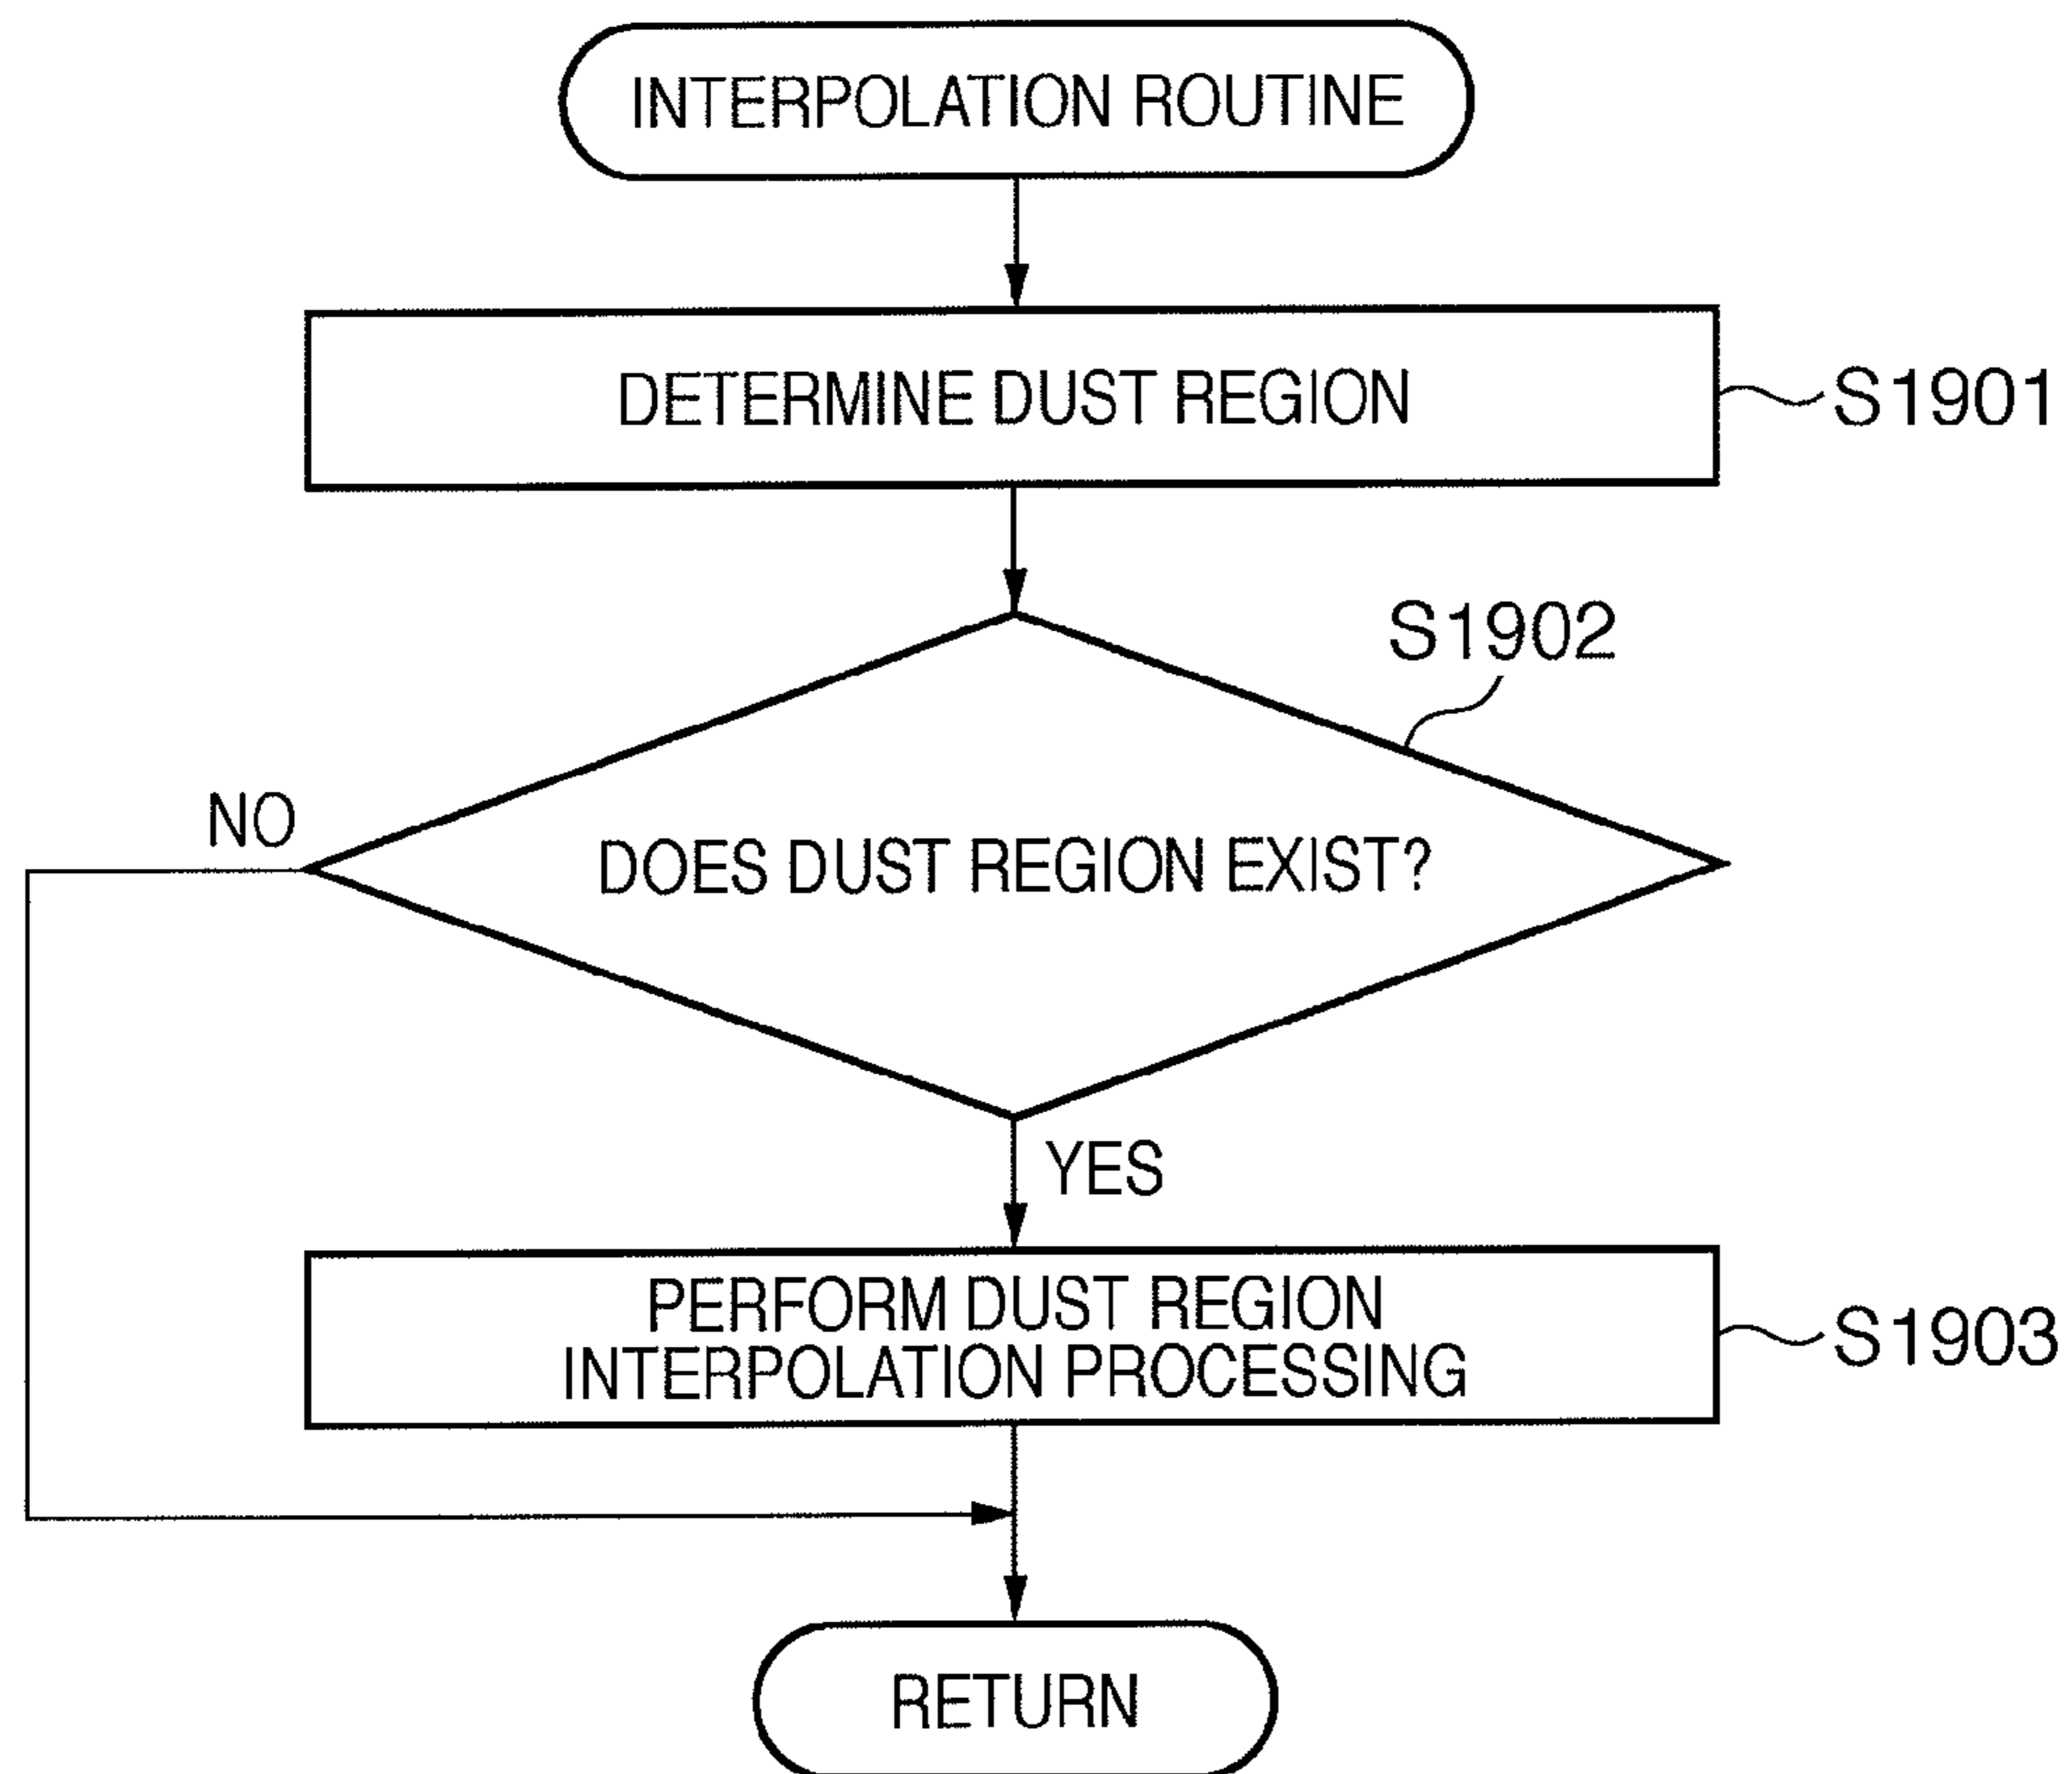 INTERPOLATION ROUTINE
DETERMINE DUST REGION
S1901
S1902
NO
DOES DUST REGION EXIST?
YES
PERFORM DUST REGION
INTERPOLATION PROCESSING
S1903
RETURN